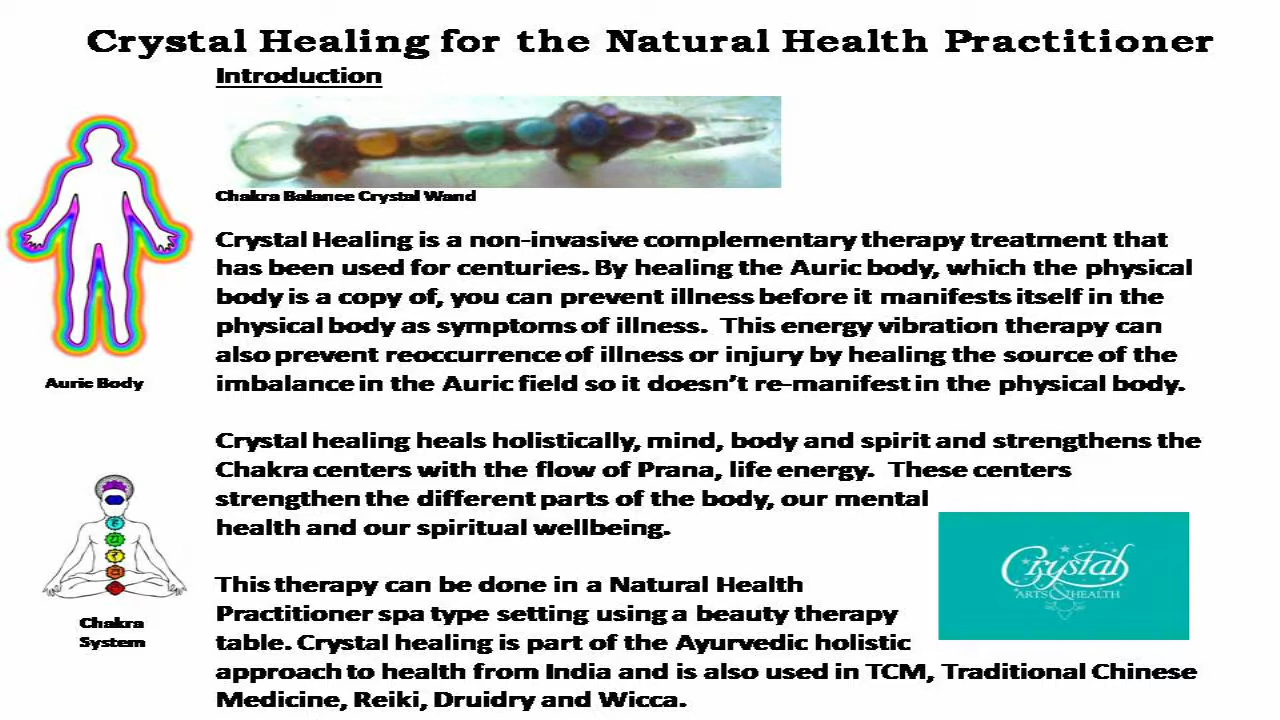 Crystal Healing for the Natural Health Practitioner
Introduction
Chakra Balance Crystal Wand
Crystal Healing is a non-invasive complementary therapy treatment that
has been used for centuries. By healing the Auric body, which the physical
body is a copy of, you can prevent illness before it manifests itself in the
physical body as symptoms of illness. This energy vibration therapy can
also prevent reoccurrence of illness or injury by healing the source of the
imbalance in the Auric field so it doesn't re-manifest in the physical body.
Auric Body
Crystal healing heals holistically, mind, body and spirit and strengthens the
Chakra centers with the flow of Prana, life energy. These centers
strengthen the different parts of the body, our mental
health and our spiritual wellbeing.
Crystal
ARTS & HEALTH
Chakra
System
This therapy can be done in a Natural Health
Practitioner spa type setting using a beauty therapy
table. Crystal healing is part of the Ayurvedic holistic
approach to health from India and is also used in TCM, Traditional Chinese
Medicine, Reiki, Druidry and Wicca.